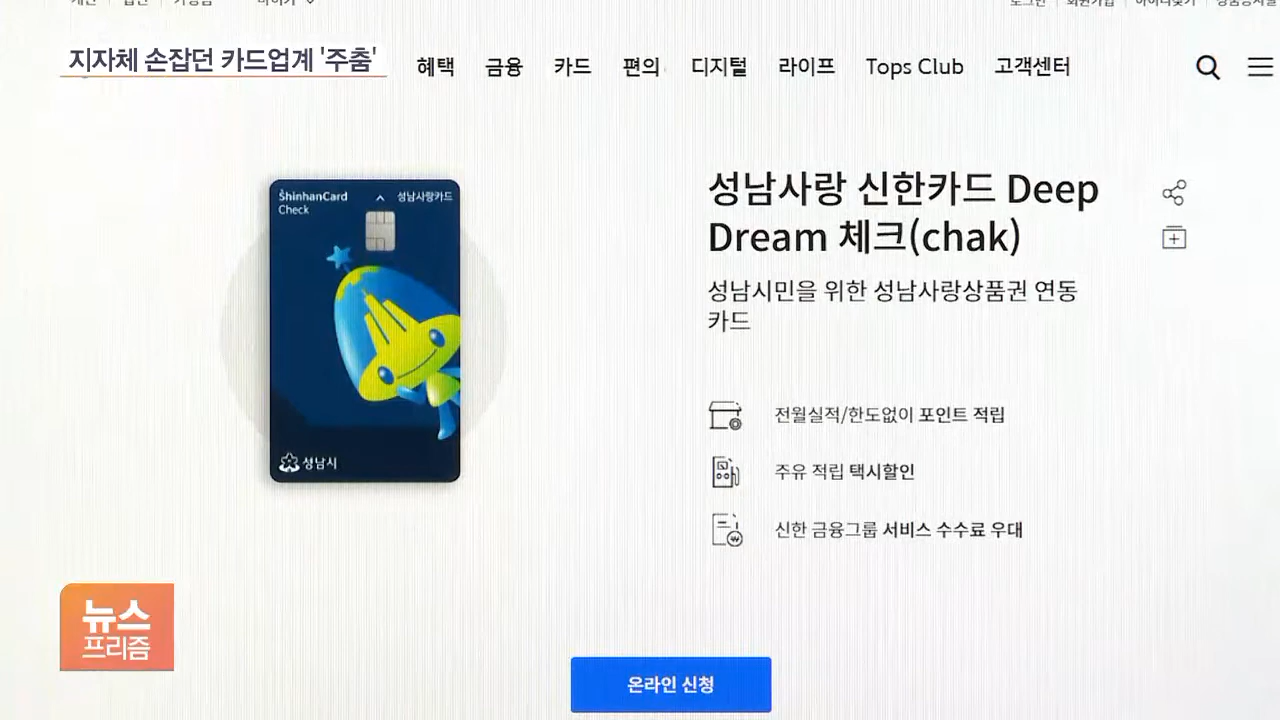 지자체 손잡던 카드업계 '주춤'
혜택 금융 카드 편의 디지털 라이프 Tops Club 고객센터
ShinhanCard
Check
성남사랑카드
성남시
성남사랑 신한카드 Deep
Dream 체크(chak)
성남시민을 위한 성남사랑상품권 연동
카드
전월실적/한도없이 포인트 적립
주유 적립 택시할인
신한 금융그룹 서비스 수수료 우대
뉴스
프리즘
온라인 신청